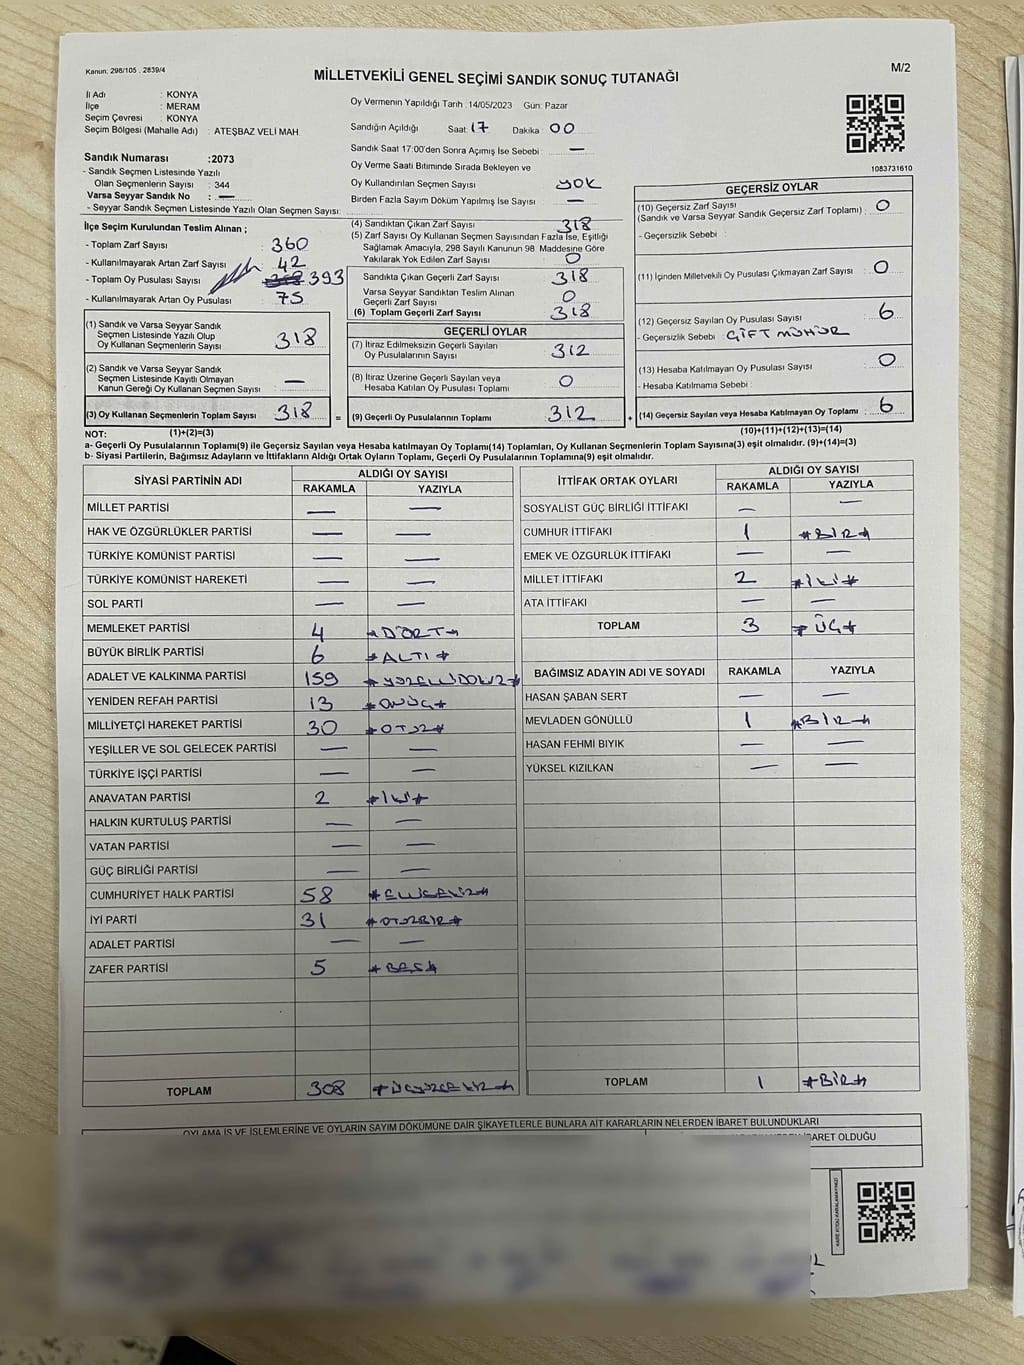 Kanun: 298/105 , 2839/4
M/2
MİLLETVEKİLİ GENEL SEÇİMİ SANDIK SONUÇ TUTANAĞI
İl Adı : KONYA
İlçe : MERAM
Seçim Çevresi : KONYA
Seçim Bölgesi (Mahalle Adı) : ATEŞBAZ VELİ MAH.
Sandık Numarası :2073
- Sandık Seçmen Listesinde Yazılı
Olan Seçmenlerin Sayısı : 344
Varsa Seyyar Sandık No : —
- Seyyar Sandık Seçmen Listesinde Yazılı Olan Seçmen Sayısı:
İlçe Seçim Kurulundan Teslim Alınan ;
- Toplam Zarf Sayısı : 360
- Kullanılmayarak Artan Zarf Sayısı : 42
- Toplam Oy Pusulası Sayısı : 393
- Kullanılmayarak Artan Oy Pusulası : 75
Oy Vermenin Yapıldığı Tarih : 14/05/2023 Gün: Pazar
Sandığın Açıldığı Saat 17 Dakika 00
Sandık Saat 17:00'den Sonra Açımış İse Sebebi : —
Oy Verme Saati Bitiminde Sırada Bekleyen ve
Oy Kullandırılan Seçmen Sayısı : YOK
Birden Fazla Sayım Döküm Yapılmış İse Sayısı : —
(4) Sandıktan Çıkan Zarf Sayısı : 318
(5) Zarf Sayısı Oy Kullanan Seçmen Sayısından Fazla İse, Eşitliği
Sağlamak Amacıyla, 298 Sayılı Kanunun 98. Maddesine Göre
Yakılarak Yok Edilen Zarf Sayısı : 0
Sandıkta Çıkan Geçerli Zarf Sayısı : 318
Varsa Seyyar Sandıktan Teslim Alınan
Geçerli Zarf Sayısı : 0
(6) Toplam Geçerli Zarf Sayısı : 318
1083731610
GEÇERSİZ OYLAR
(10) Geçersiz Zarf Sayısı : 0
(Sandık ve Varsa Seyyar Sandık Geçersiz Zarf Toplamı)
- Geçersizlik Sebebi :
(11) İçinden Milletvekili Oy Pusulası Çıkmayan Zarf Sayısı : 0
(12) Geçersiz Sayılan Oy Pusulası Sayısı : 6
- Geçersizlik Sebebi : ÇİFT MÜHÜR
(13) Hesaba Katılmayan Oy Pusulası Sayısı : 0
- Hesaba Katılmama Sebebi :
(14) Geçersiz Sayılan veya Hesaba Katılmayan Oy Toplamı : 6
(1) Sandık ve Varsa Seyyar Sandık
Seçmen Listesinde Yazılı Olup
Oy Kullanan Seçmenlerin Sayısı : 318
(2) Sandık ve Varsa Seyyar Sandık
Seçmen Listesinde Kayıtlı Olmayan
Kanun Gereği Oy Kullanan Seçmen Sayısı : —
(3) Oy Kullanan Seçmenlerin Toplam Sayısı : 318 =
GEÇERLİ OYLAR
(7) İtiraz Edilmeksizin Geçerli Sayılan
Oy Pusulalarının Sayısı : 312
(8) İtiraz Üzerine Geçerli Sayılan veya
Hesaba Katılan Oy Pusulası Toplamı : 0
(9) Geçerli Oy Pusulalarının Toplamı : 312 +
NOT: (1)+(2)=(3)
(10)+(11)+(12)+(13)=(14)
a- Geçerli Oy Pusulalarının Toplamı(9) ile Geçersiz Sayılan veya Hesaba katılmayan Oy Toplamı(14) Toplamları, Oy Kullanan Seçmenlerin Toplam Sayısına(3) eşit olmalıdır. (9)+(14)=(3)
b- Siyasi Partilerin, Bağımsız Adayların ve İttifakların Aldığı Ortak Oyların Toplamı, Geçerli Oy Pusulalarının Toplamına(9) eşit olmalıdır.
SİYASİ PARTİNİN ADI ALDIĞI OY SAYISI
RAKAMLA YAZIYLA
MİLLET PARTİSİ — —
HAK VE ÖZGÜRLÜKLER PARTİSİ — —
TÜRKİYE KOMÜNİST PARTİSİ — —
TÜRKİYE KOMÜNİST HAREKETİ — —
SOL PARTİ — —
MEMLEKET PARTİSİ 4 #DÖRT#
BÜYÜK BİRLİK PARTİSİ 6 #ALTI#
ADALET VE KALKINMA PARTİSİ 159 #YÜZELLİDOKUZ#
YENİDEN REFAH PARTİSİ 13 #ONÜÇ#
MİLLİYETÇİ HAREKET PARTİSİ 30 #OTUZ#
YEŞİLLER VE SOL GELECEK PARTİSİ — —
TÜRKİYE İŞÇİ PARTİSİ — —
ANAVATAN PARTİSİ 2 #İKİ#
HALKIN KURTULUŞ PARTİSİ — —
VATAN PARTİSİ — —
GÜÇ BİRLİĞİ PARTİSİ — —
CUMHURİYET HALK PARTİSİ 58 #ELLİSEKİZ#
İYİ PARTİ 31 #OTUZBİR#
ADALET PARTİSİ — —
ZAFER PARTİSİ 5 #BEŞ#
TOPLAM 308 #ÜÇYÜZSEKİZ#
İTTİFAK ORTAK OYLARI ALDIĞI OY SAYISI
RAKAMLA YAZIYLA
SOSYALİST GÜÇ BİRLİĞİ İTTİFAKI — —
CUMHUR İTTİFAKI 1 #BİR#
EMEK VE ÖZGÜRLÜK İTTİFAKI — —
MİLLET İTTİFAKI 2 #İKİ#
ATA İTTİFAKI — —
TOPLAM 3 #ÜÇ#
BAĞIMSIZ ADAYIN ADI VE SOYADI RAKAMLA YAZIYLA
HASAN ŞABAN SERT — —
MEVLADEN GÖNÜLLÜ 1 #BİR#
HASAN FEHMİ BIYIK — —
YÜKSEL KIZILKAN — —
TOPLAM 1 #BİR#
OYLAMA İŞ VE İŞLEMLERİNE VE OYLARIN SAYIM DÖKÜMÜNE DAİR ŞİKAYETLERLE BUNLARA AİT KARARLARIN NELERDEN İBARET BULUNDUKLARI
İBARET OLDUĞU
KARE KODU KARALAMAYINIZ!